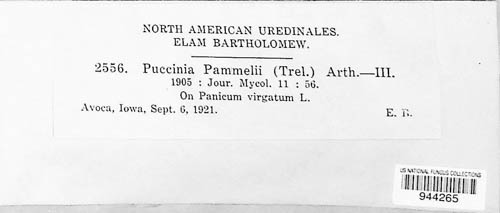 NORTH AMERICAN UREDINALES.
ELAM BARTHOLOMEW.
2556. Puccinia Pammelii (Trel.) Arth.—III.
1905 : Jour. Mycol. 11 : 56.
On Panicum virgatum L.
Avoca, Iowa, Sept. 6, 1921. E. B.
US NATIONAL FUNGUS COLLECTIONS
944265